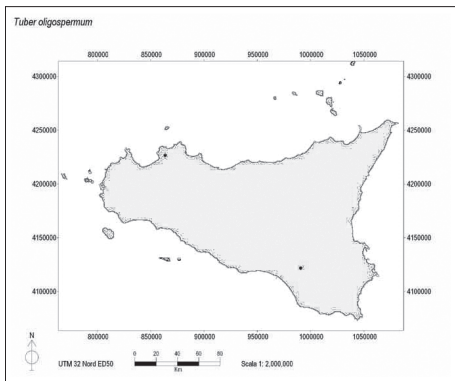 Tuber oligospermum
800000 850000 900000 950000 1000000 1050000
4300000 4300000
4250000 4250000
4200000 4200000
4150000 4150000
4100000 4100000
800000 850000 900000 950000 1000000 1050000
N
UTM 32 Nord ED50
0 20 40 60 80
Km
Scala 1: 2,000,000